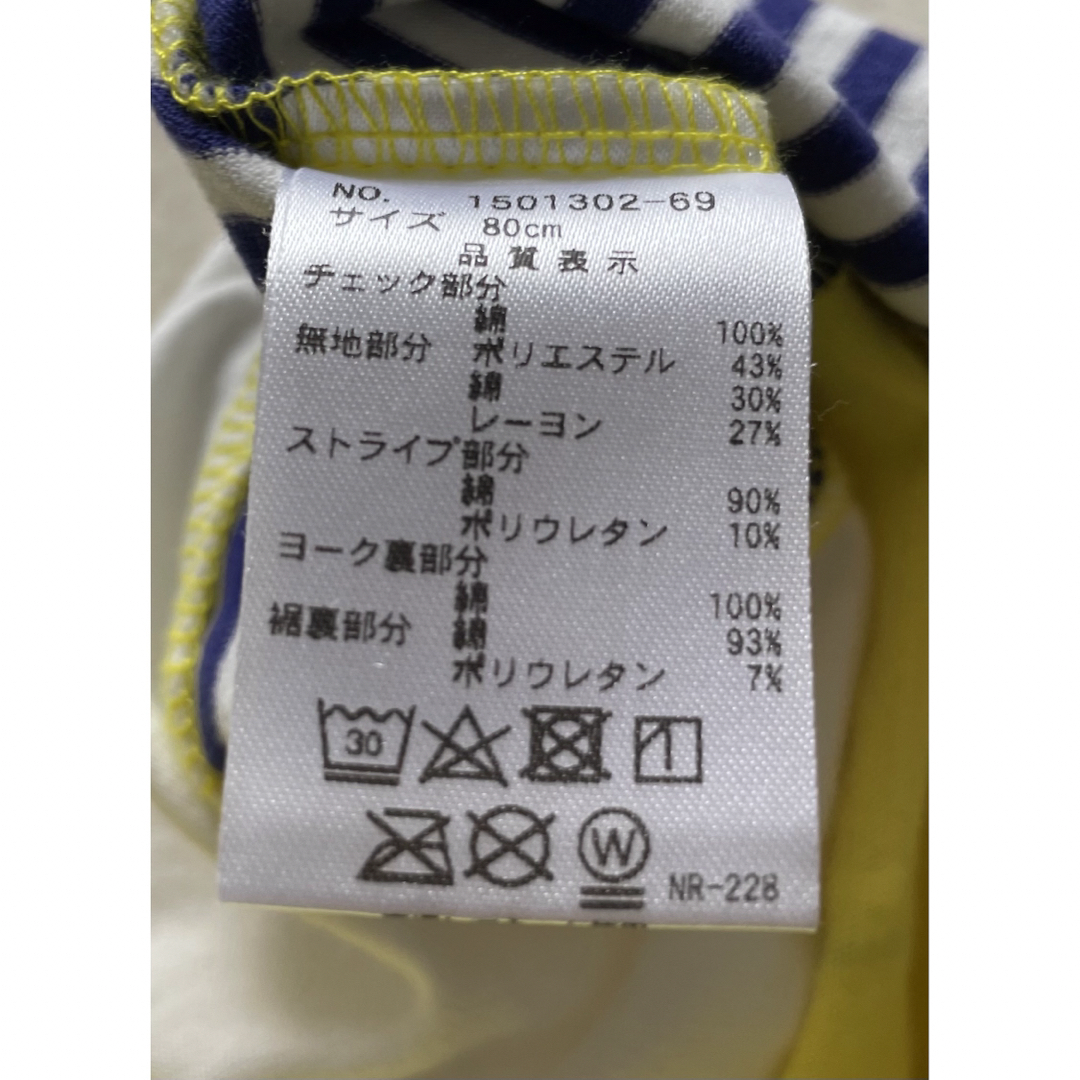 NO. 1501302-69
サイズ 80cm
品質表示
チェック部分
綿 100%
無地部分 ポリエステル 43%
綿 30%
レーヨン 27%
ストライプ部分
綿 90%
ポリウレタン 10%
ヨーク裏部分
綿 100%
裾裏部分 綿 93%
ポリウレタン 7%
30
W NR-228